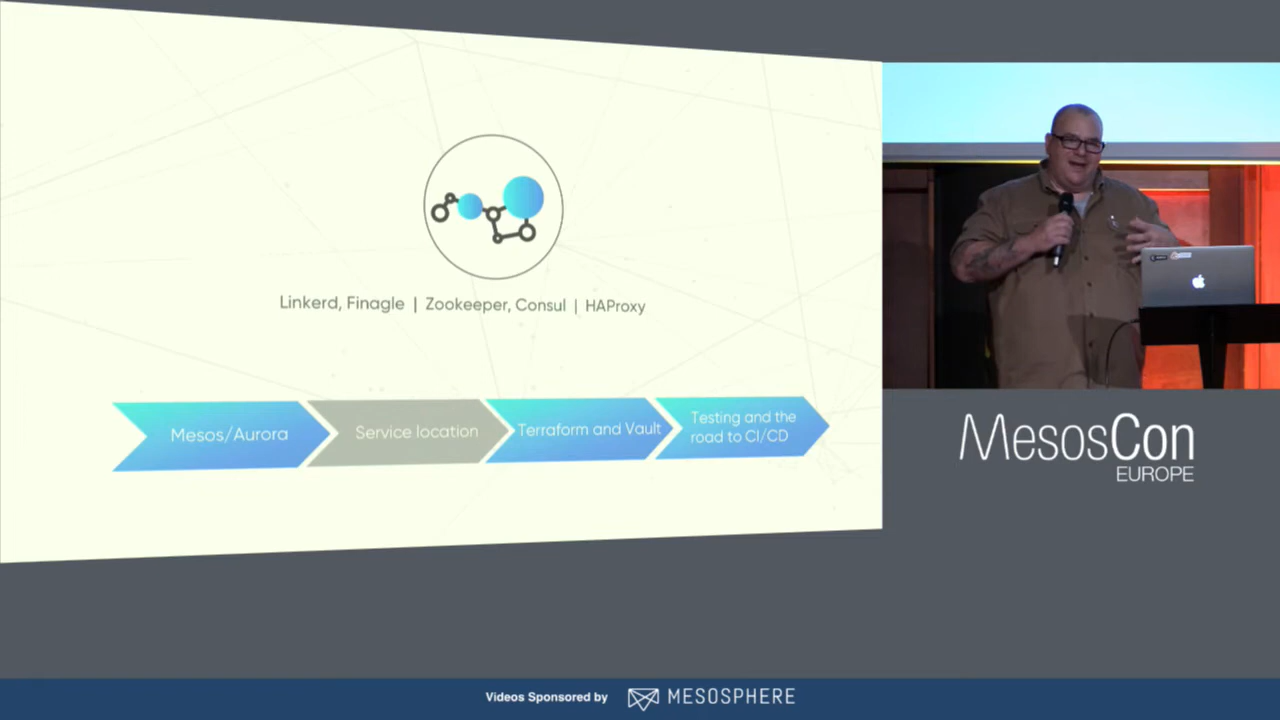 Linkerd, Finagle | Zookeeper, Consul | HAProxy
Mesos/Aurora
Service location
Terraform and Vault
Testing and the
road to CI/CD
MesosCon
EUROPE
Videos Sponsored by
MESOSPHERE